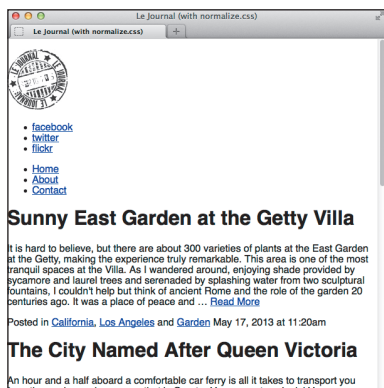 Le Journal (with normalize.css)
Le Journal (with normalize.css)
LE JOURNAL
LE JOURNAL
facebook
twitter
flickr
Home
About
Contact
Sunny East Garden at the Getty Villa
It is hard to believe, but there are about 300 varieties of plants at the East Garden
at the Getty, making the experience truly remarkable. This area is one of the most
tranquil spaces at the Villa. As I wandered around, enjoying shade provided by
sycamore and laurel trees and serenaded by splashing water from two sculptural
fountains, I couldn't help but think of ancient Rome and the role of the garden 20
centuries ago. It was a place of peace and … Read More
Posted in California, Los Angeles and Garden May 17, 2013 at 11:20am
The City Named After Queen Victoria
An hour and a half aboard a comfortable car ferry is all it takes to transport you